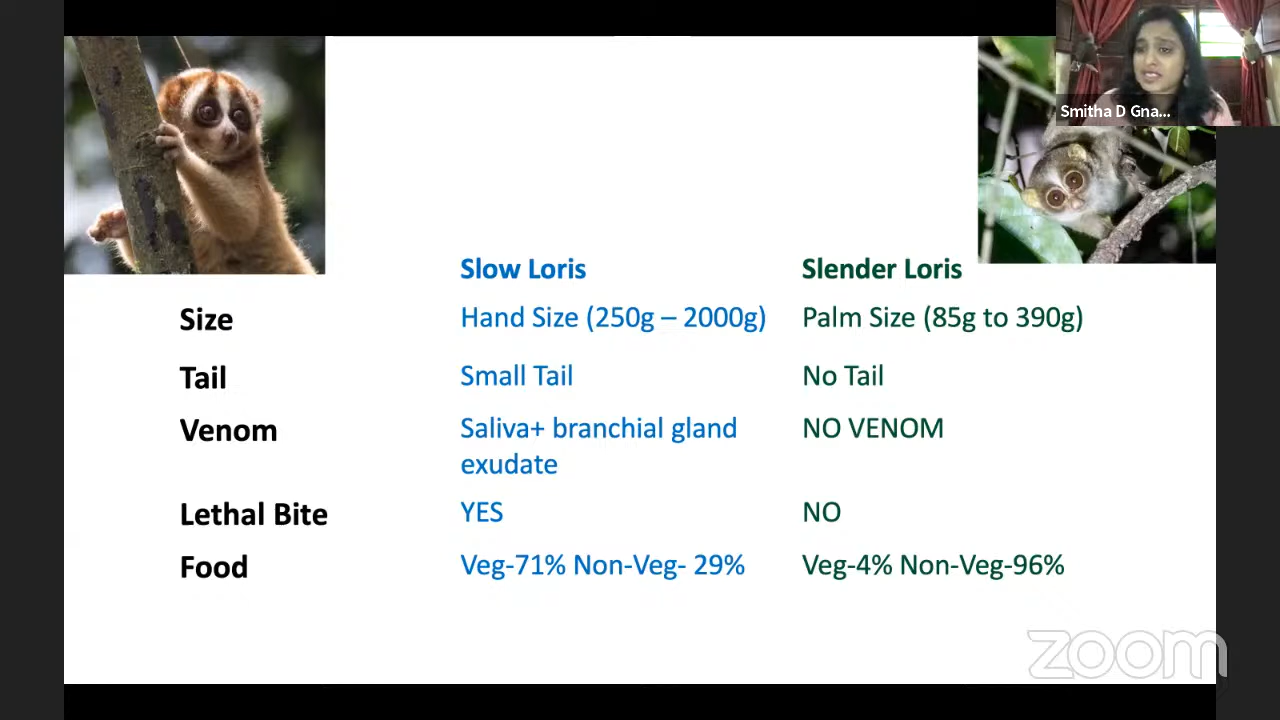 Smitha D Gna...
Slow Loris
Slender Loris
Size
Hand Size (250g – 2000g)
Palm Size (85g to 390g)
Tail
Small Tail
No Tail
Venom
Saliva+ branchial gland
exudate
NO VENOM
Lethal Bite
YES
NO
Food
Veg-71% Non-Veg- 29%
Veg-4% Non-Veg-96%
zoom